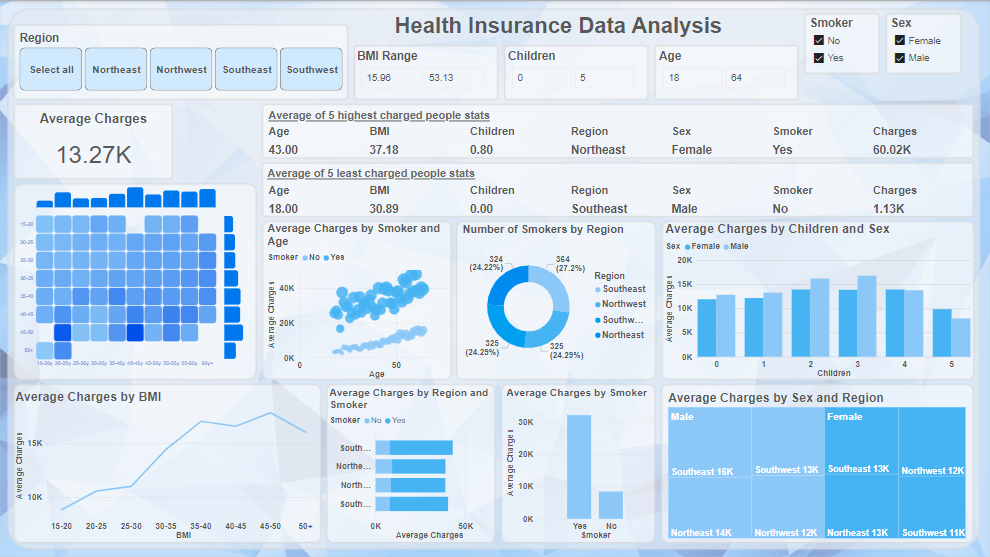 Health Insurance Data Analysis
Region
Select all Northeast Northwest Southeast Southwest
BMI Range
15.96 53.13
Children
0 5
Age
18 64
Smoker
No
Yes
Sex
Female
Male
Average Charges
13.27K
Average of 5 highest charged people stats
Age BMI Children Region Sex Smoker Charges
43.00 37.18 0.80 Northeast Female Yes 60.02K
Average of 5 least charged people stats
Age BMI Children Region Sex Smoker Charges
18.00 30.89 0.00 Southeast Male No 1.13K
15-20
20-25
25-30
30-35
35-40
40-45
45-50
50+
15-20y 20-25y 25-30y 30-35y 35-40y 40-45y 45-50y 50-55y 55-60y 60y+
Average Charges by Smoker and
Age
Smoker No Yes
Average Charges
40K
20K
0K
0 50
Age
Number of Smokers by Region
324
(24.22%)
364
(27.2%)
325
(24.29%)
325
(24.29%)
Region
Southeast
Northwest
Southw...
Northeast
Average Charges by Children and Sex
Sex Female Male
Average Charges
20K
15K
10K
5K
0K
0 1 2 3 4 5
Children
Average Charges by BMI
Average Charges
15K
10K
15-20 20-25 25-30 30-35 35-40 40-45 45-50 50+
BMI
Average Charges by Region and
Smoker
Smoker No Yes
South...
Northe...
North...
South...
0K 50K
Average Charges
Average Charges by Smoker
Average Charges
30K
20K
10K
0K
Yes No
Smoker
Average Charges by Sex and Region
Male Female
Southeast 16K Southwest 13K Southeast 13K Northwest 12K
Northeast 14K Northwest 12K Northeast 13K Southwest 11K